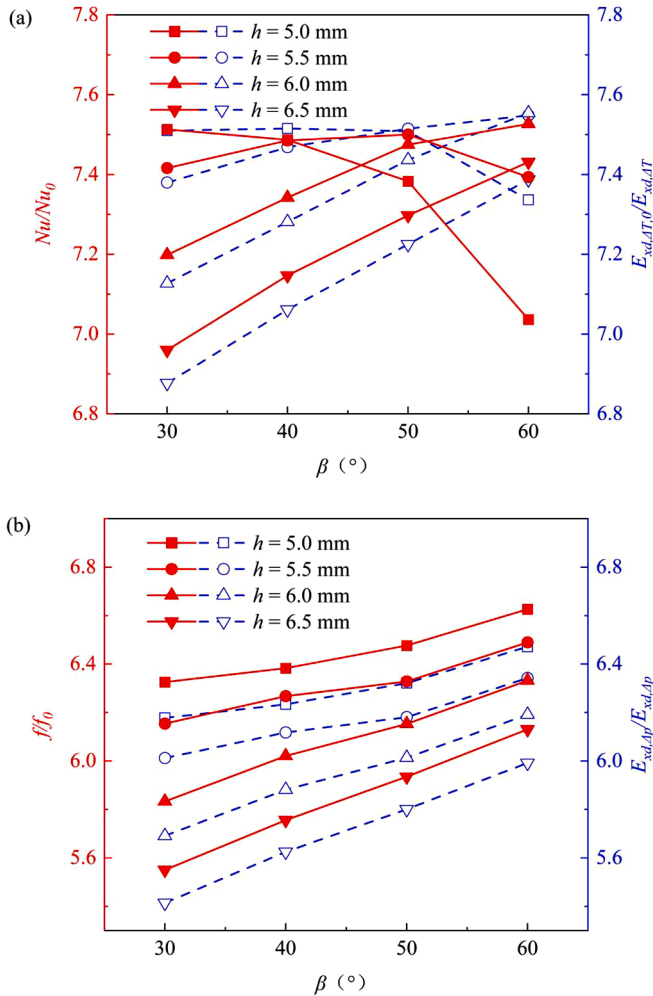 (a)
7.8
7.6
7.4
7.2
7.0
6.8
Nu/Nu₀
h = 5.0 mm
h = 5.5 mm
h = 6.0 mm
h = 6.5 mm
7.8
7.6
7.4
7.2
7.0
6.8
E_xd,ΔT,0/E_xd,ΔT
30 40 50 60
β（°）
(b)
6.8
6.4
6.0
5.6
f/f₀
h = 5.0 mm
h = 5.5 mm
h = 6.0 mm
h = 6.5 mm
6.8
6.4
6.0
5.6
E_xd,Δp/E_xd,Δp
30 40 50 60
β（°）